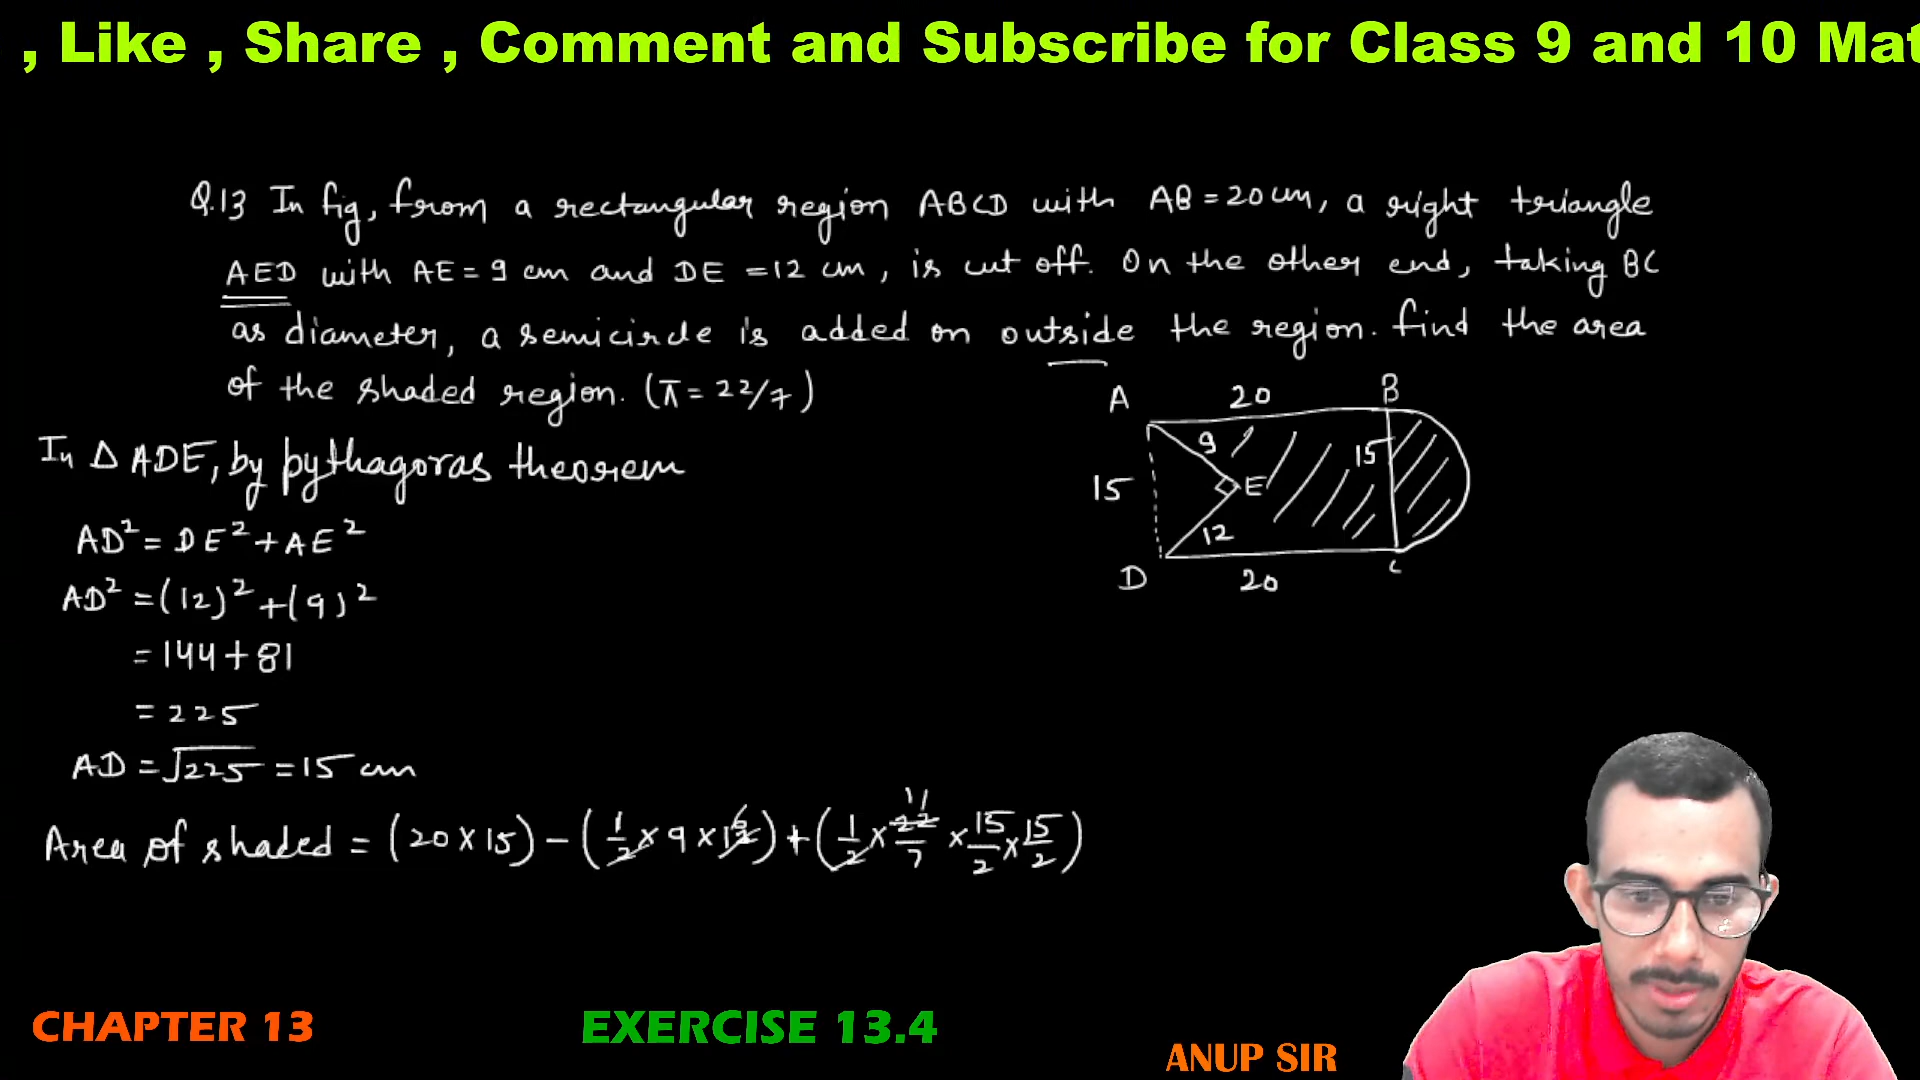 , Like , Share , Comment and Subscribe for Class 9 and 10 Mat
Q.13 In fig, from a rectangular region ABCD with AB = 20 cm, a right triangle
AED with AE = 9 cm and DE = 12 cm, is cut off. On the other end, taking BC
as diameter, a semicircle is added on outside the region. find the area
of the shaded region. (π = 22/7)
A 20 B
9 15
15 E
12
D 20 C
In Δ ADE, by pythagoras theorem
AD² = DE² + AE²
AD² = (12)² + (9)²
= 144 + 81
= 225
AD = √225 = 15 cm
Area of shaded = (20 × 15) − (1/2 × 9 × 12 6) + (1/2 × 22/7 11 × 15/2 × 15/2)
CHAPTER 13
EXERCISE 13.4
ANUP SIR